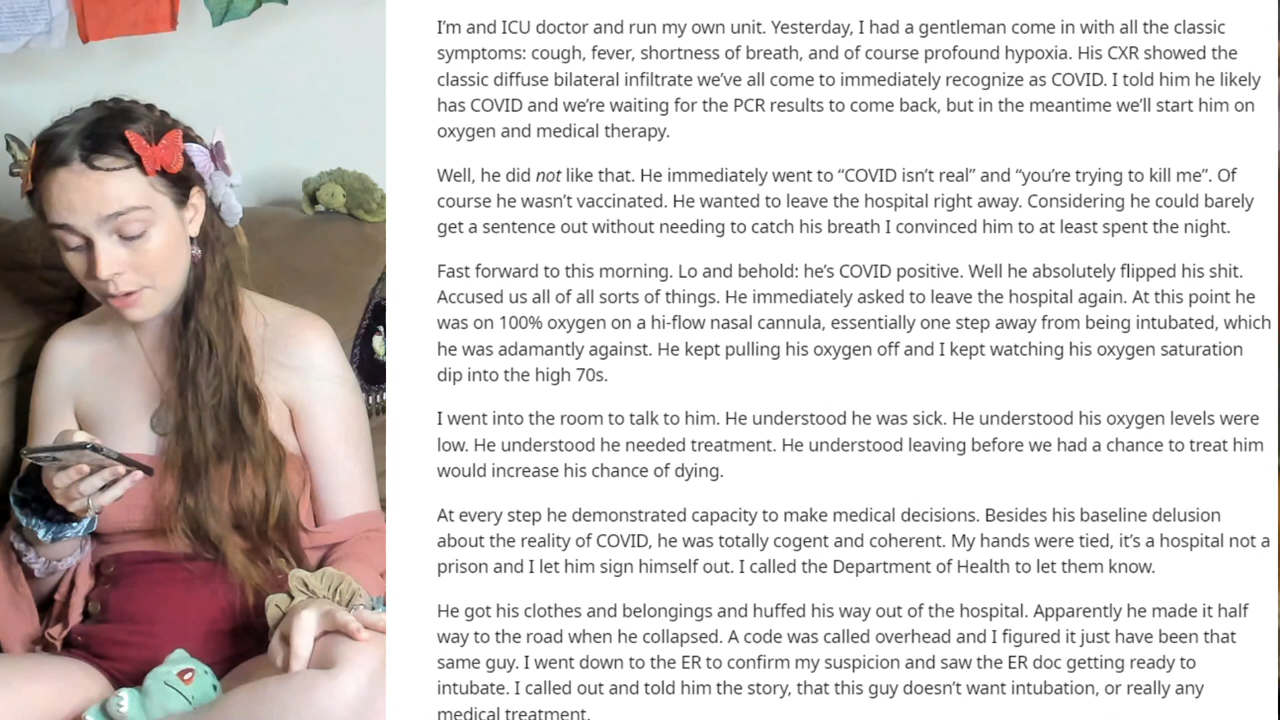 I’m and ICU doctor and run my own unit. Yesterday, I had a gentleman come in with all the classic
symptoms: cough, fever, shortness of breath, and of course profound hypoxia. His CXR showed the
classic diffuse bilateral infiltrate we’ve all come to immediately recognize as COVID. I told him he likely
has COVID and we’re waiting for the PCR results to come back, but in the meantime we’ll start him on
oxygen and medical therapy.
Well, he did not like that. He immediately went to “COVID isn’t real” and “you’re trying to kill me”. Of
course he wasn’t vaccinated. He wanted to leave the hospital right away. Considering he could barely
get a sentence out without needing to catch his breath I convinced him to at least spent the night.
Fast forward to this morning. Lo and behold: he’s COVID positive. Well he absolutely flipped his shit.
Accused us all of all sorts of things. He immediately asked to leave the hospital again. At this point he
was on 100% oxygen on a hi-flow nasal cannula, essentially one step away from being intubated, which
he was adamantly against. He kept pulling his oxygen off and I kept watching his oxygen saturation
dip into the high 70s.
I went into the room to talk to him. He understood he was sick. He understood his oxygen levels were
low. He understood he needed treatment. He understood leaving before we had a chance to treat him
would increase his chance of dying.
At every step he demonstrated capacity to make medical decisions. Besides his baseline delusion
about the reality of COVID, he was totally cogent and coherent. My hands were tied, it’s a hospital not a
prison and I let him sign himself out. I called the Department of Health to let them know.
He got his clothes and belongings and huffed his way out of the hospital. Apparently he made it half
way to the road when he collapsed. A code was called overhead and I figured it just have been that
same guy. I went down to the ER to confirm my suspicion and saw the ER doc getting ready to
intubate. I called out and told him the story, that this guy doesn’t want intubation, or really any
medical treatment.